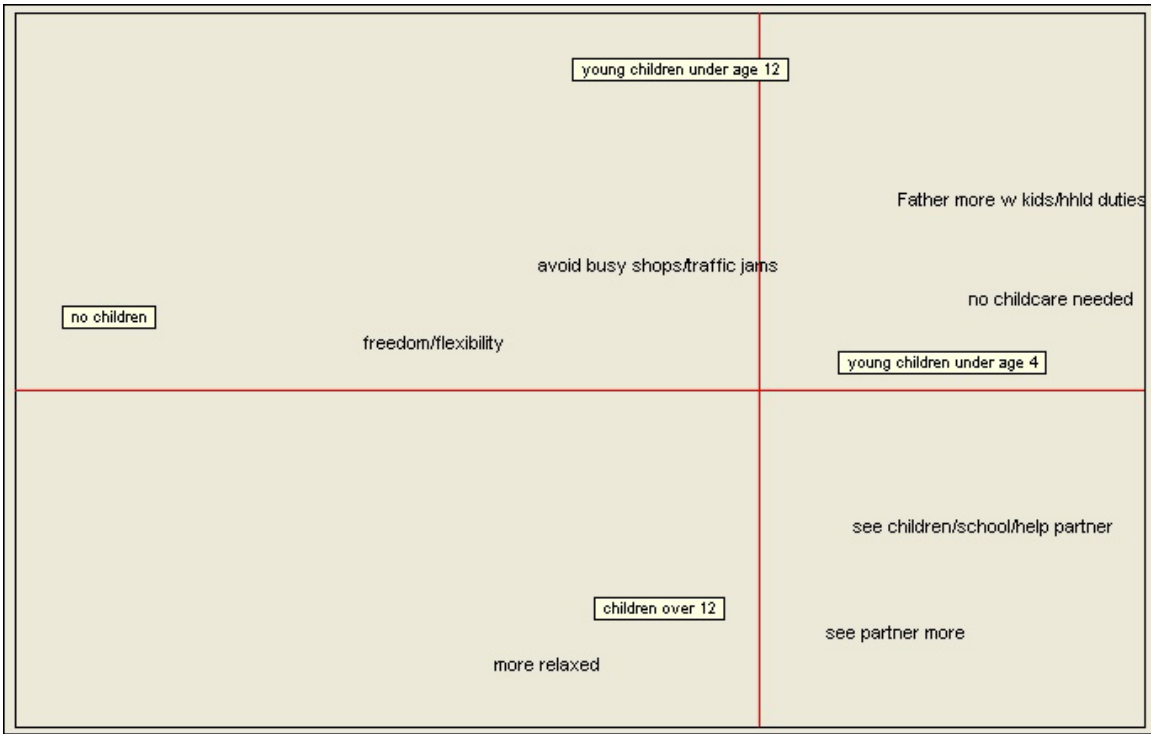 young children under age 12
Father more w kids/hhld duties
avoid busy shops/traffic jams
no childcare needed
no children
freedom/flexibility
young children under age 4
see children/school/help partner
children over 12
see partner more
more relaxed